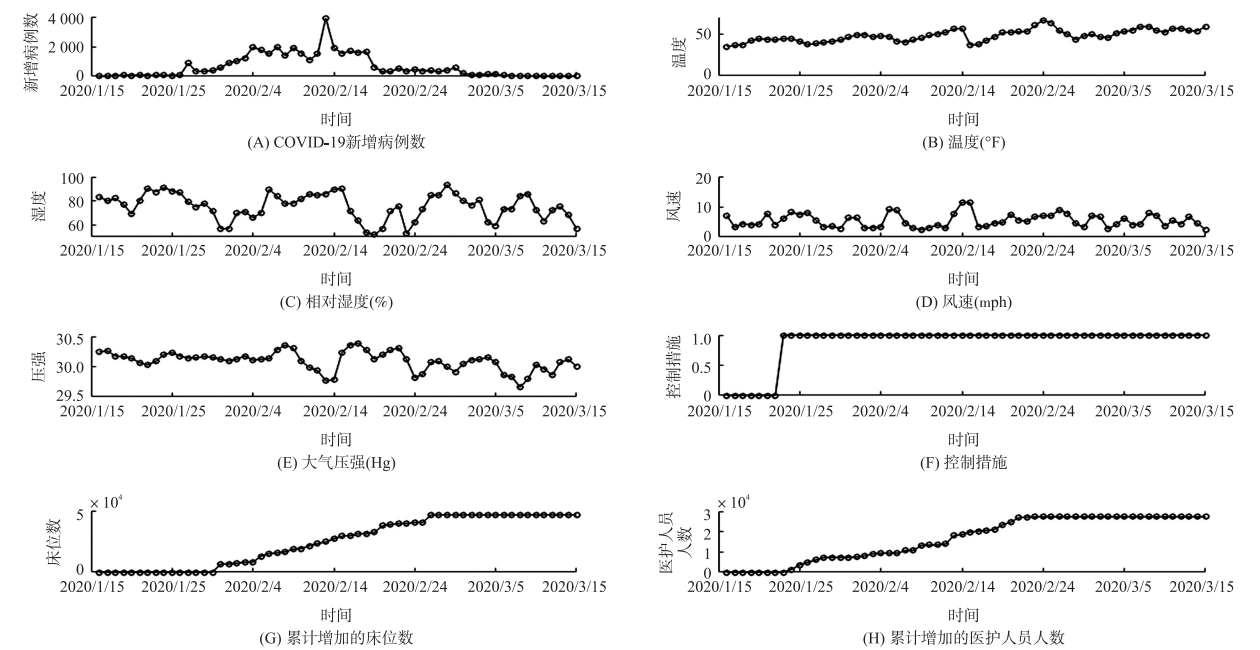 4 000
2 000
0
新增病例数
2020/1/15 2020/1/25 2020/2/4 2020/2/14 2020/2/24 2020/3/5 2020/3/15
时间
(A) COVID-19新增病例数
50
0
温度
2020/1/15 2020/1/25 2020/2/4 2020/2/14 2020/2/24 2020/3/5 2020/3/15
时间
(B) 温度(°F)
100
80
60
湿度
2020/1/15 2020/1/25 2020/2/4 2020/2/14 2020/2/24 2020/3/5 2020/3/15
时间
(C) 相对湿度(%)
20
10
0
风速
2020/1/15 2020/1/25 2020/2/4 2020/2/14 2020/2/24 2020/3/5 2020/3/15
时间
(D) 风速(mph)
30.5
30.0
29.5
压强
2020/1/15 2020/1/25 2020/2/4 2020/2/14 2020/2/24 2020/3/5 2020/3/15
时间
(E) 大气压强(Hg)
1.0
0.5
0
控制措施
2020/1/15 2020/1/25 2020/2/4 2020/2/14 2020/2/24 2020/3/5 2020/3/15
时间
(F) 控制措施
× 10⁴
5
0
床位数
2020/1/15 2020/1/25 2020/2/4 2020/2/14 2020/2/24 2020/3/5 2020/3/15
时间
(G) 累计增加的床位数
× 10⁴
3
2
1
0
医护人员
人数
2020/1/15 2020/1/25 2020/2/4 2020/2/14 2020/2/24 2020/3/5 2020/3/15
时间
(H) 累计增加的医护人员人数